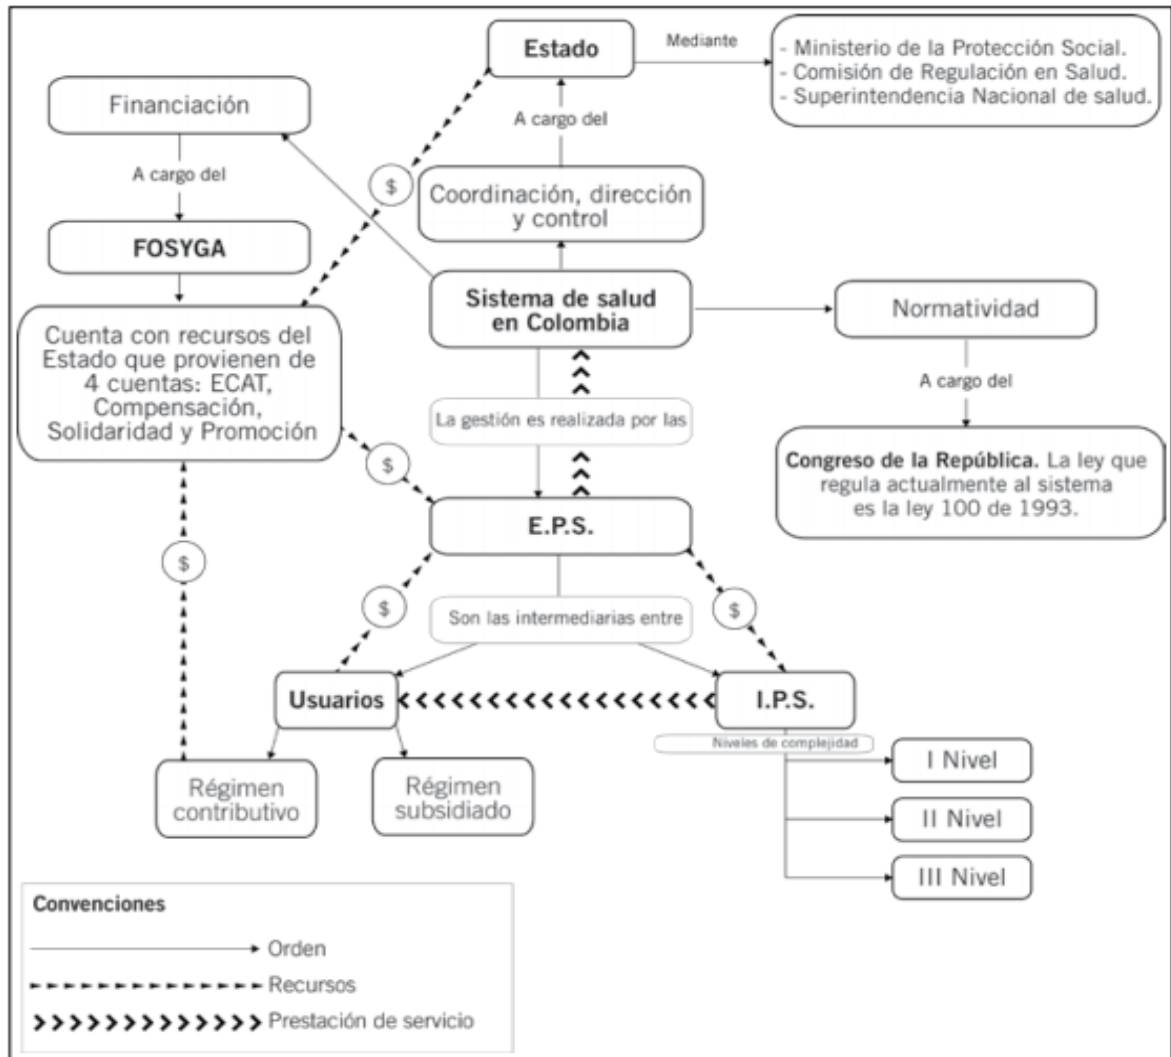 Estado
Mediante
- Ministerio de la Protección Social.
- Comisión de Regulación en Salud.
- Superintendencia Nacional de salud.
Financiación
A cargo del
$
A cargo del
Coordinación, dirección
y control
FOSYGA
Sistema de salud
en Colombia
Normatividad
Cuenta con recursos del
Estado que provienen de
4 cuentas: ECAT,
Compensación,
Solidaridad y Promoción
A cargo del
La gestión es realizada por las
$
Congreso de la República. La ley que
regula actualmente al sistema
es la ley 100 de 1993.
E.P.S.
$
$
$
Son las intermediarias entre
Usuarios
I.P.S.
Niveles de complejidad
Régimen
contributivo
Régimen
subsidiado
I Nivel
II Nivel
III Nivel
Convenciones
Orden
Recursos
Prestación de servicio